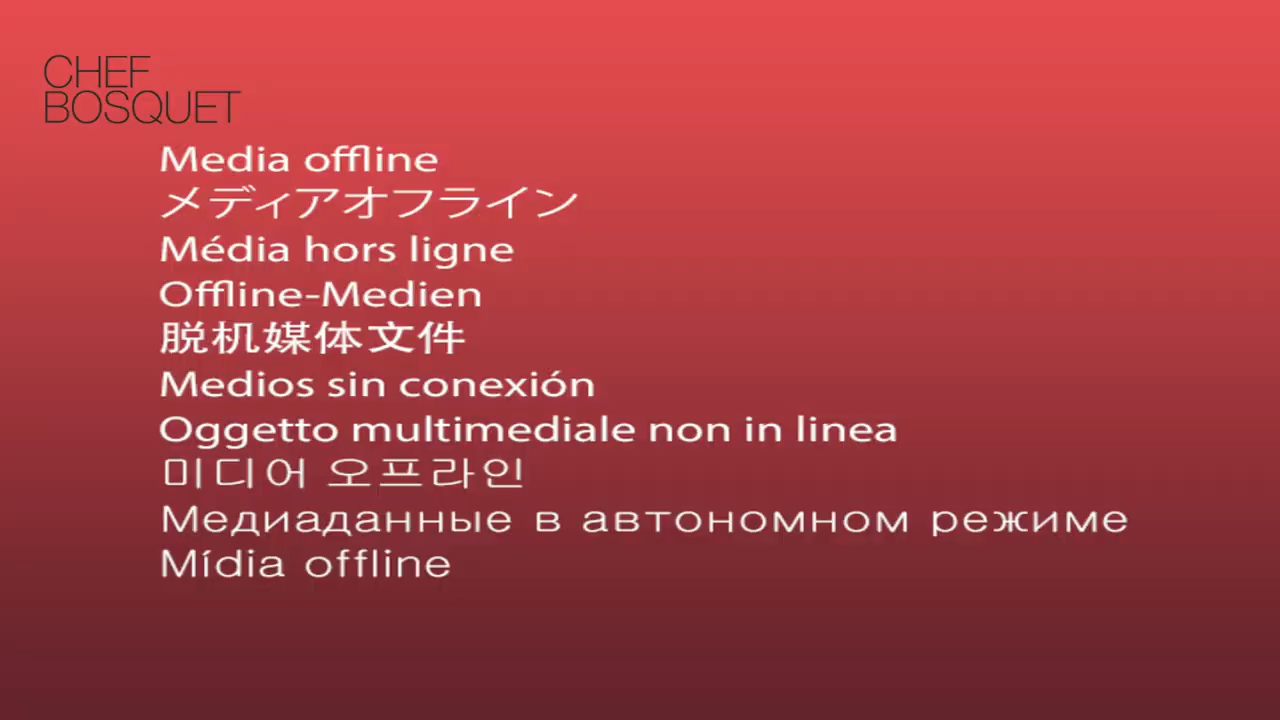 CHEF
BOSQUET
Media offline
メディアオフライン
Média hors ligne
Offline-Medien
脱机媒体文件
Medios sin conexión
Oggetto multimediale non in linea
미디어 오프라인
Медиаданные в автономном режиме
Mídia offline